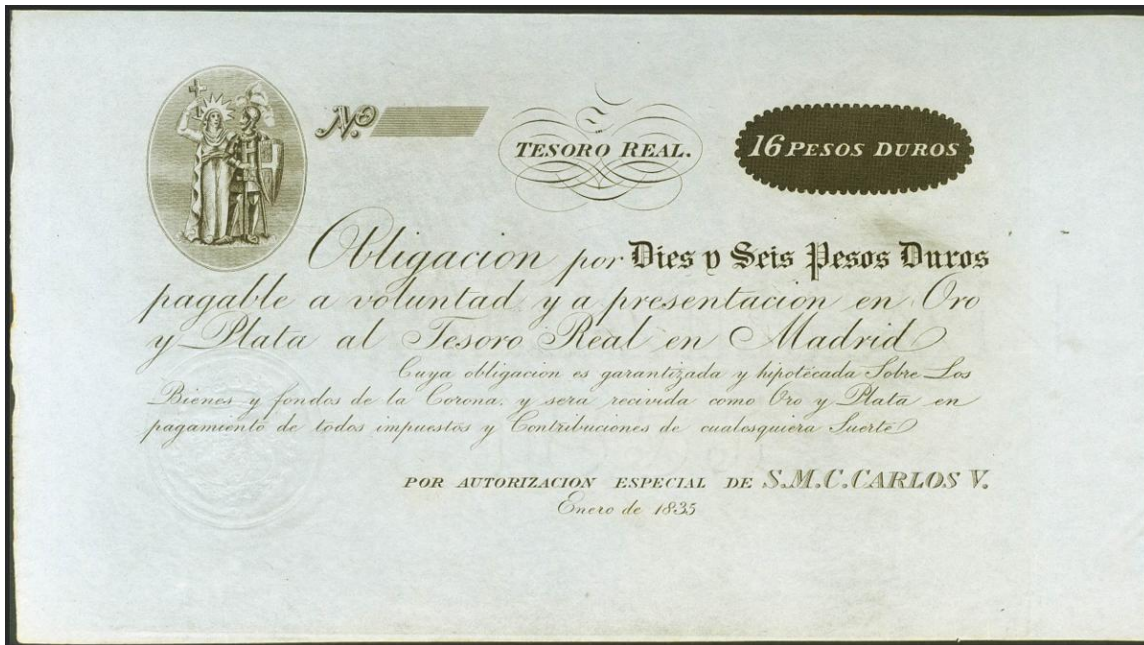 No
TESORO REAL.
16 PESOS DUROS
Obligacion por Dies y Seis Pesos Duros
pagable a voluntad y a presentacion en Oro
y Plata al Tesoro Real en Madrid
Cuya obligacion es garantizada y hipotécada Sobre Los
Bienes y fondos de la Corona, y sera recivida como Oro y Plata en
pagamiento de todos impuestos y Contribuciones de cualesquiera Suerte
POR AUTORIZACION ESPECIAL DE S.M.C. CARLOS V.
Enero de 1835